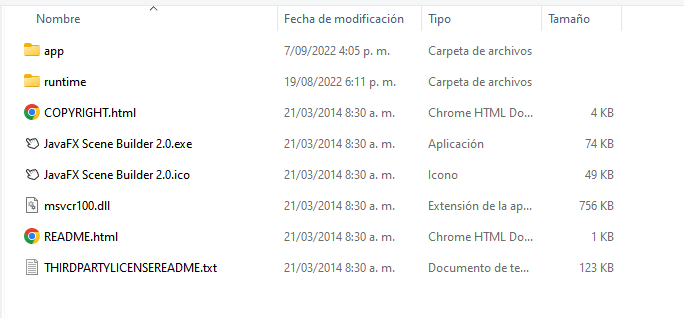 Nombre Fecha de modificación Tipo Tamaño
app 7/09/2022 4:05 p. m. Carpeta de archivos
runtime 19/08/2022 6:11 p. m. Carpeta de archivos
COPYRIGHT.html 21/03/2014 8:30 a. m. Chrome HTML Do... 4 KB
JavaFX Scene Builder 2.0.exe 21/03/2014 8:30 a. m. Aplicación 74 KB
JavaFX Scene Builder 2.0.ico 21/03/2014 8:30 a. m. Icono 49 KB
msvcr100.dll 21/03/2014 8:30 a. m. Extensión de la ap... 756 KB
README.html 21/03/2014 8:30 a. m. Chrome HTML Do... 1 KB
THIRDPARTYLICENSEREADME.txt 21/03/2014 8:30 a. m. Documento de te... 123 KB